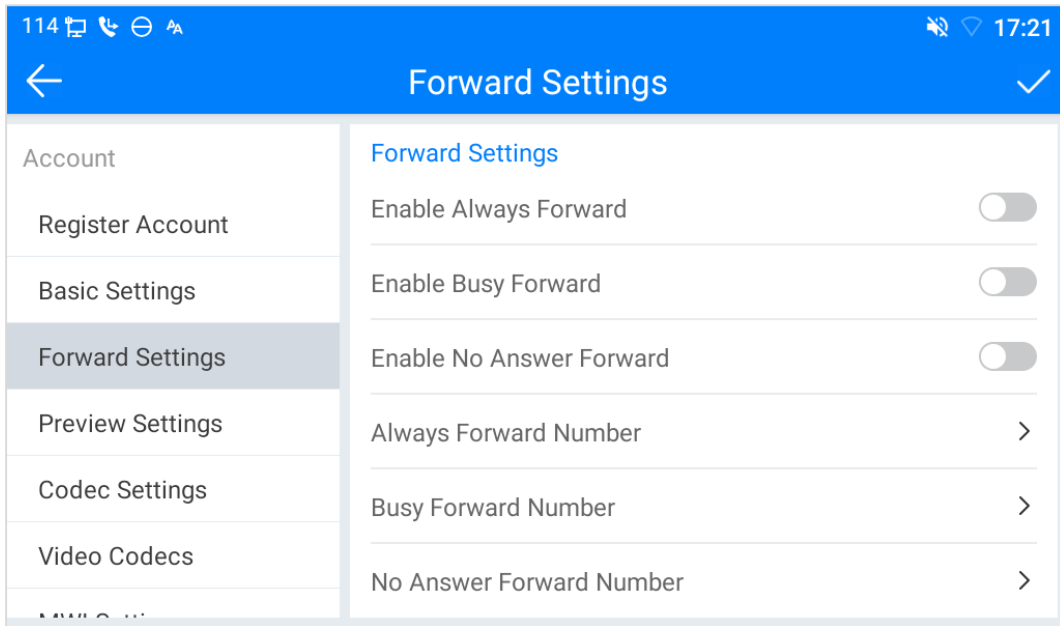 114 17:21
Forward Settings
Account
Register Account
Basic Settings
Forward Settings
Preview Settings
Codec Settings
Video Codecs
Forward Settings
Enable Always Forward
Enable Busy Forward
Enable No Answer Forward
Always Forward Number
Busy Forward Number
No Answer Forward Number